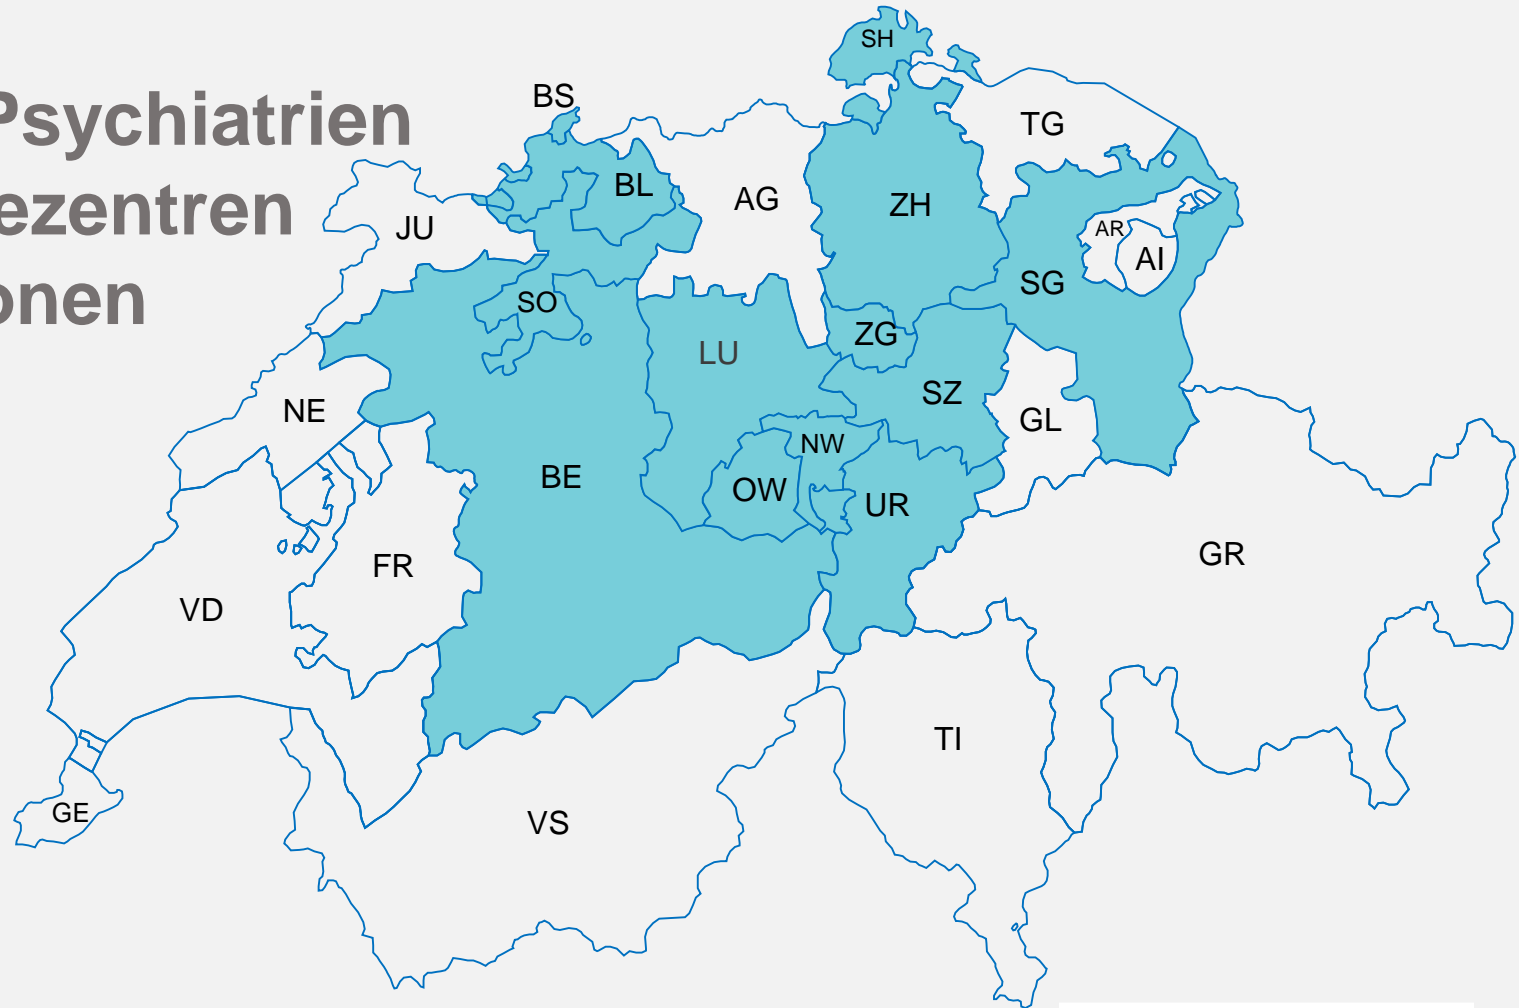 Psychiatrien
ezentren
onen
SH
BS
TG
BL
AG
ZH
JU
AR
AI
SG
SO
ZG
LU
SZ
NE
GL
NW
BE
OW
UR
GR
FR
VD
TI
GE
VS